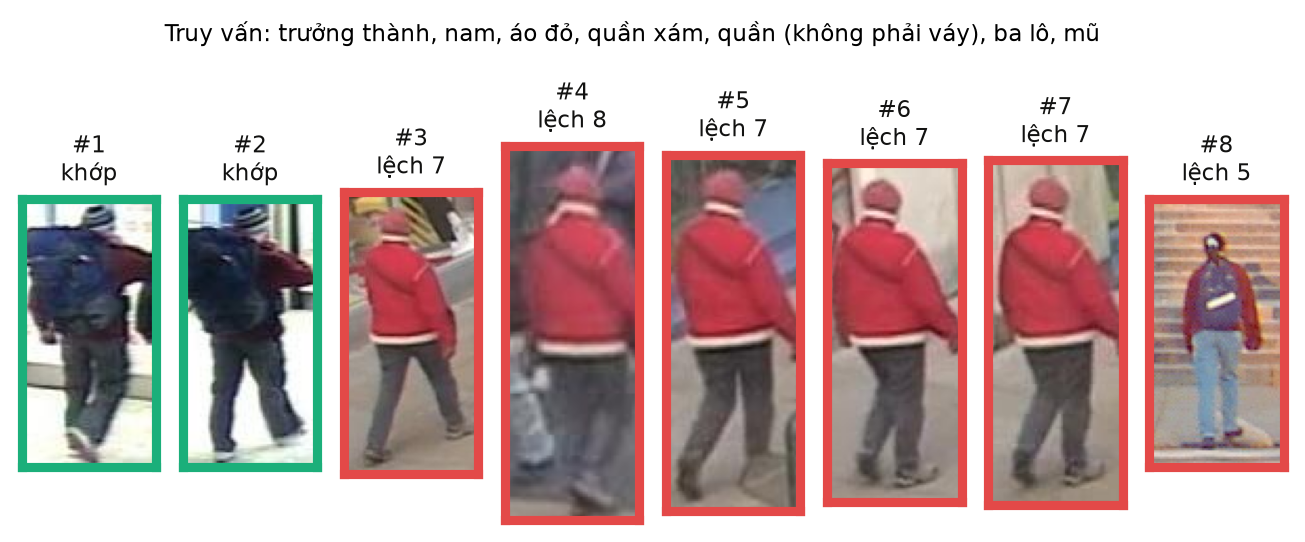 Truy vấn: trưởng thành, nam, áo đỏ, quần xám, quần (không phải váy), ba lô, mũ
#1
khớp
#2
khớp
#3
lệch 7
#4
lệch 8
#5
lệch 7
#6
lệch 7
#7
lệch 7
#8
lệch 5